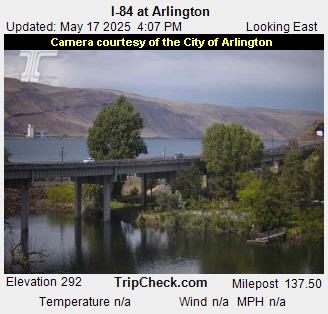 I-84 at Arlington
Updated: May 17 2025 4:07 PM Looking East
Camera courtesy of the City of Arlington
Elevation 292 TripCheck.com Milepost 137.50
Temperature n/a Wind n/a MPH n/a